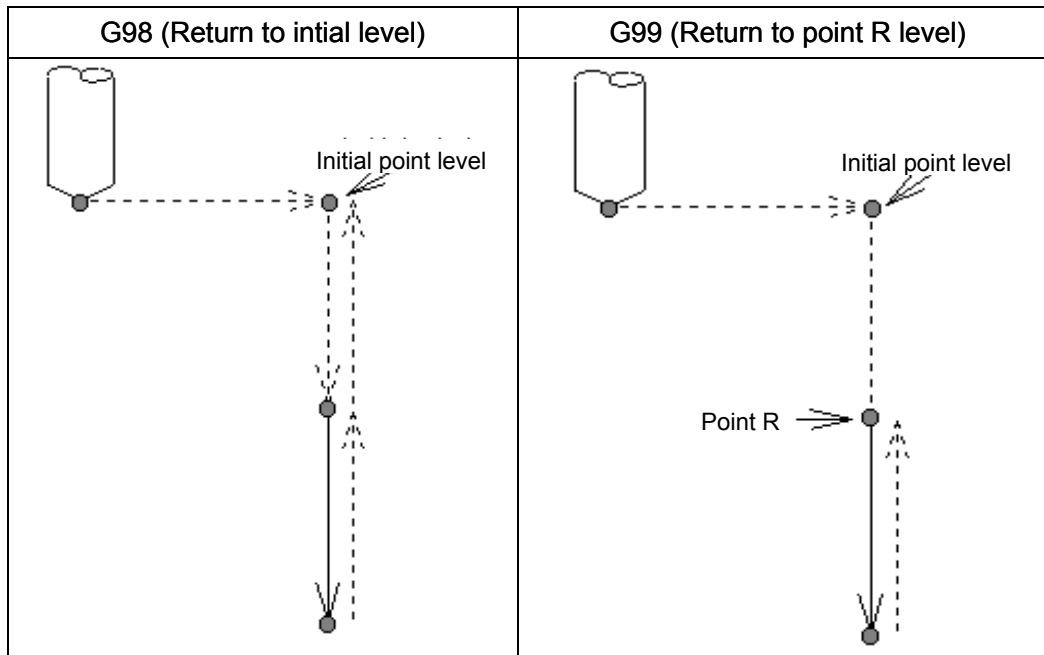 G98 (Return to intial level)
G99 (Return to point R level)
Initial point level
Initial point level
Point R